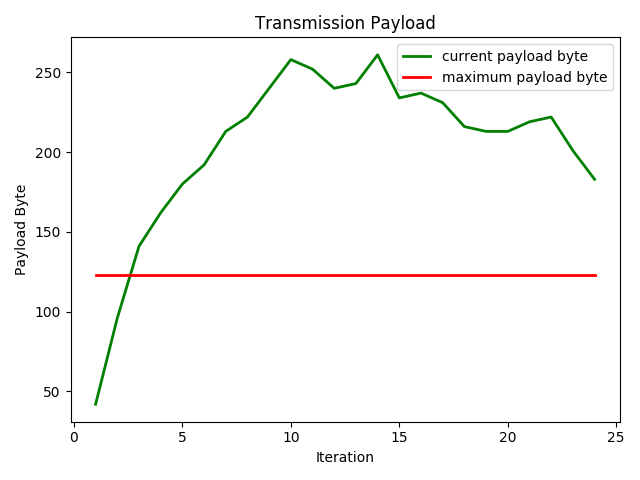 Transmission Payload
current payload byte
maximum payload byte
Payload Byte
250
200
150
100
50
0 5 10 15 20 25
Iteration